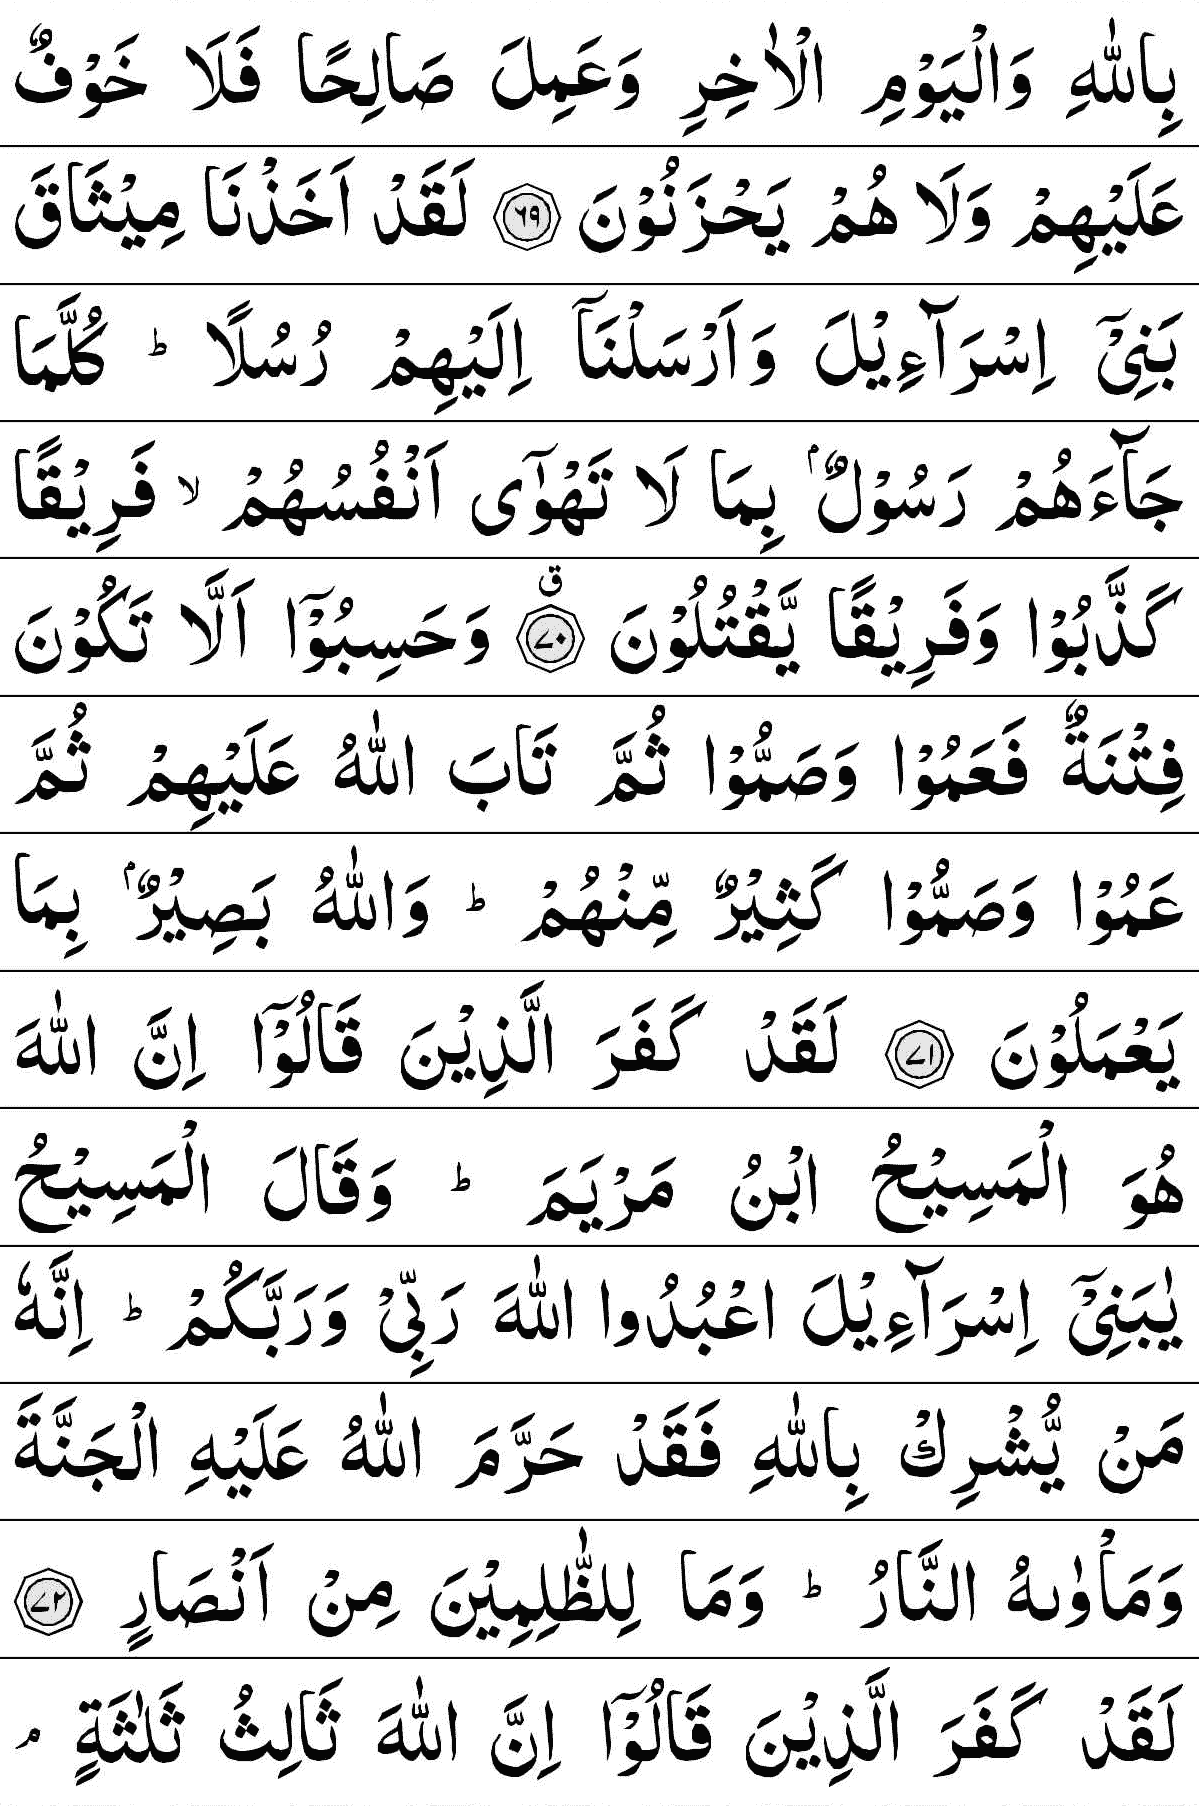 بِاللّٰهِ وَالْيَوْمِ الْاٰخِرِ وَعَمِلَ صَالِحًا فَلَا خَوْفٌ
عَلَيْهِمْ وَلَا هُمْ يَحْزَنُوْنَ ۝٦٩ لَقَدْ اَخَذْنَا مِيْثَاقَ
بَنِىْۤ اِسْرَآءِيْلَ وَاَرْسَلْنَاۤ اِلَيْهِمْ رُسُلًا ؕ كُلَّمَا
جَآءَهُمْ رَسُوْلٌۢ بِمَا لَا تَهْوٰٓى اَنْفُسُهُمْ ۙ فَرِيْقًا
كَذَّبُوْا وَفَرِيْقًا يَّقْتُلُوْنَ ۝٧٠ ق وَحَسِبُوْۤا اَلَّا تَكُوْنَ
فِتْنَةٌ فَعَمُوْا وَصَمُّوْا ثُمَّ تَابَ اللّٰهُ عَلَيْهِمْ ثُمَّ
عَمُوْا وَصَمُّوْا كَثِيْرٌ مِّنْهُمْ ؕ وَاللّٰهُ بَصِيْرٌۢ بِمَا
يَعْمَلُوْنَ ۝٧١ لَقَدْ كَفَرَ الَّذِيْنَ قَالُوْۤا اِنَّ اللّٰهَ
هُوَ الْمَسِيْحُ ابْنُ مَرْيَمَ ؕ وَقَالَ الْمَسِيْحُ
يٰبَنِىْۤ اِسْرَآءِيْلَ اعْبُدُوا اللّٰهَ رَبِّىْ وَرَبَّكُمْ ؕ اِنَّهٗ
مَنْ يُّشْرِكْ بِاللّٰهِ فَقَدْ حَرَّمَ اللّٰهُ عَلَيْهِ الْجَنَّةَ
وَمَاْوٰىهُ النَّارُ ؕ وَمَا لِلظّٰلِمِيْنَ مِنْ اَنْصَارٍ ۝٧٢
لَقَدْ كَفَرَ الَّذِيْنَ قَالُوْۤا اِنَّ اللّٰهَ ثَالِثُ ثَلٰثَةٍ ۘ